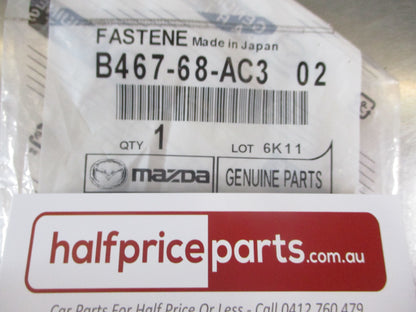 FASTENE Made in Japan
B467-68-AC3 02
QTY 1 LOT 6K11
mazda GENUINE PARTS
halfpriceparts.com.au
Car Parts For Half Price Or Less - Call 0412 760 479